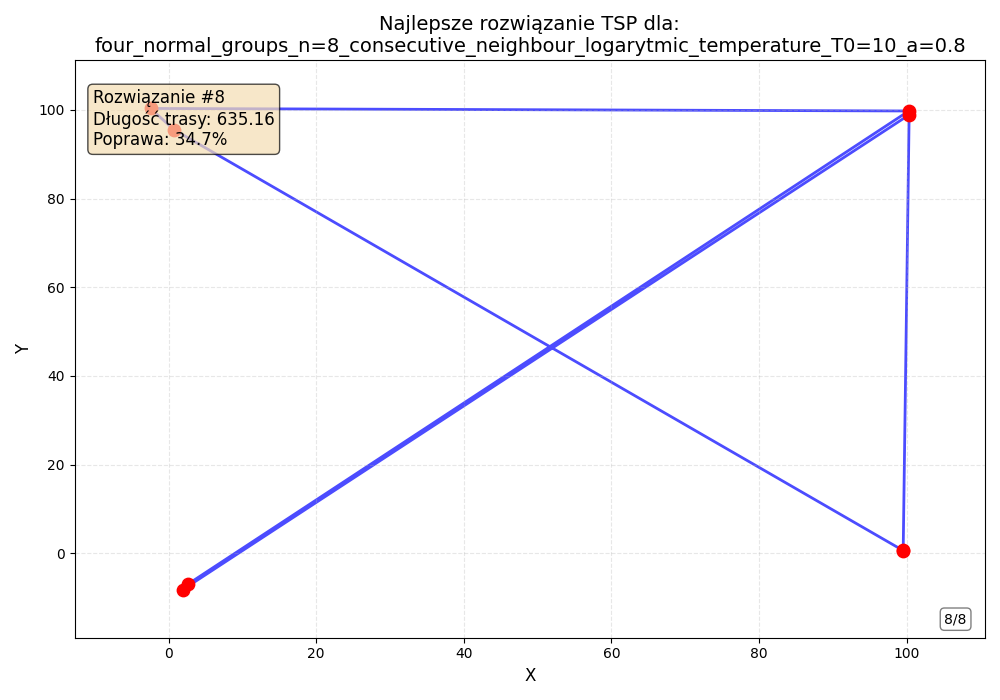 Najlepsze rozwiązanie TSP dla:
four_normal_groups_n=8_consecutive_neighbour_logarytmic_temperature_T0=10_a=0.8
Rozwiązanie #8
Długość trasy: 635.16
Poprawa: 34.7%
100
80
60
40
20
0
Y
8/8
0 20 40 60 80 100
X